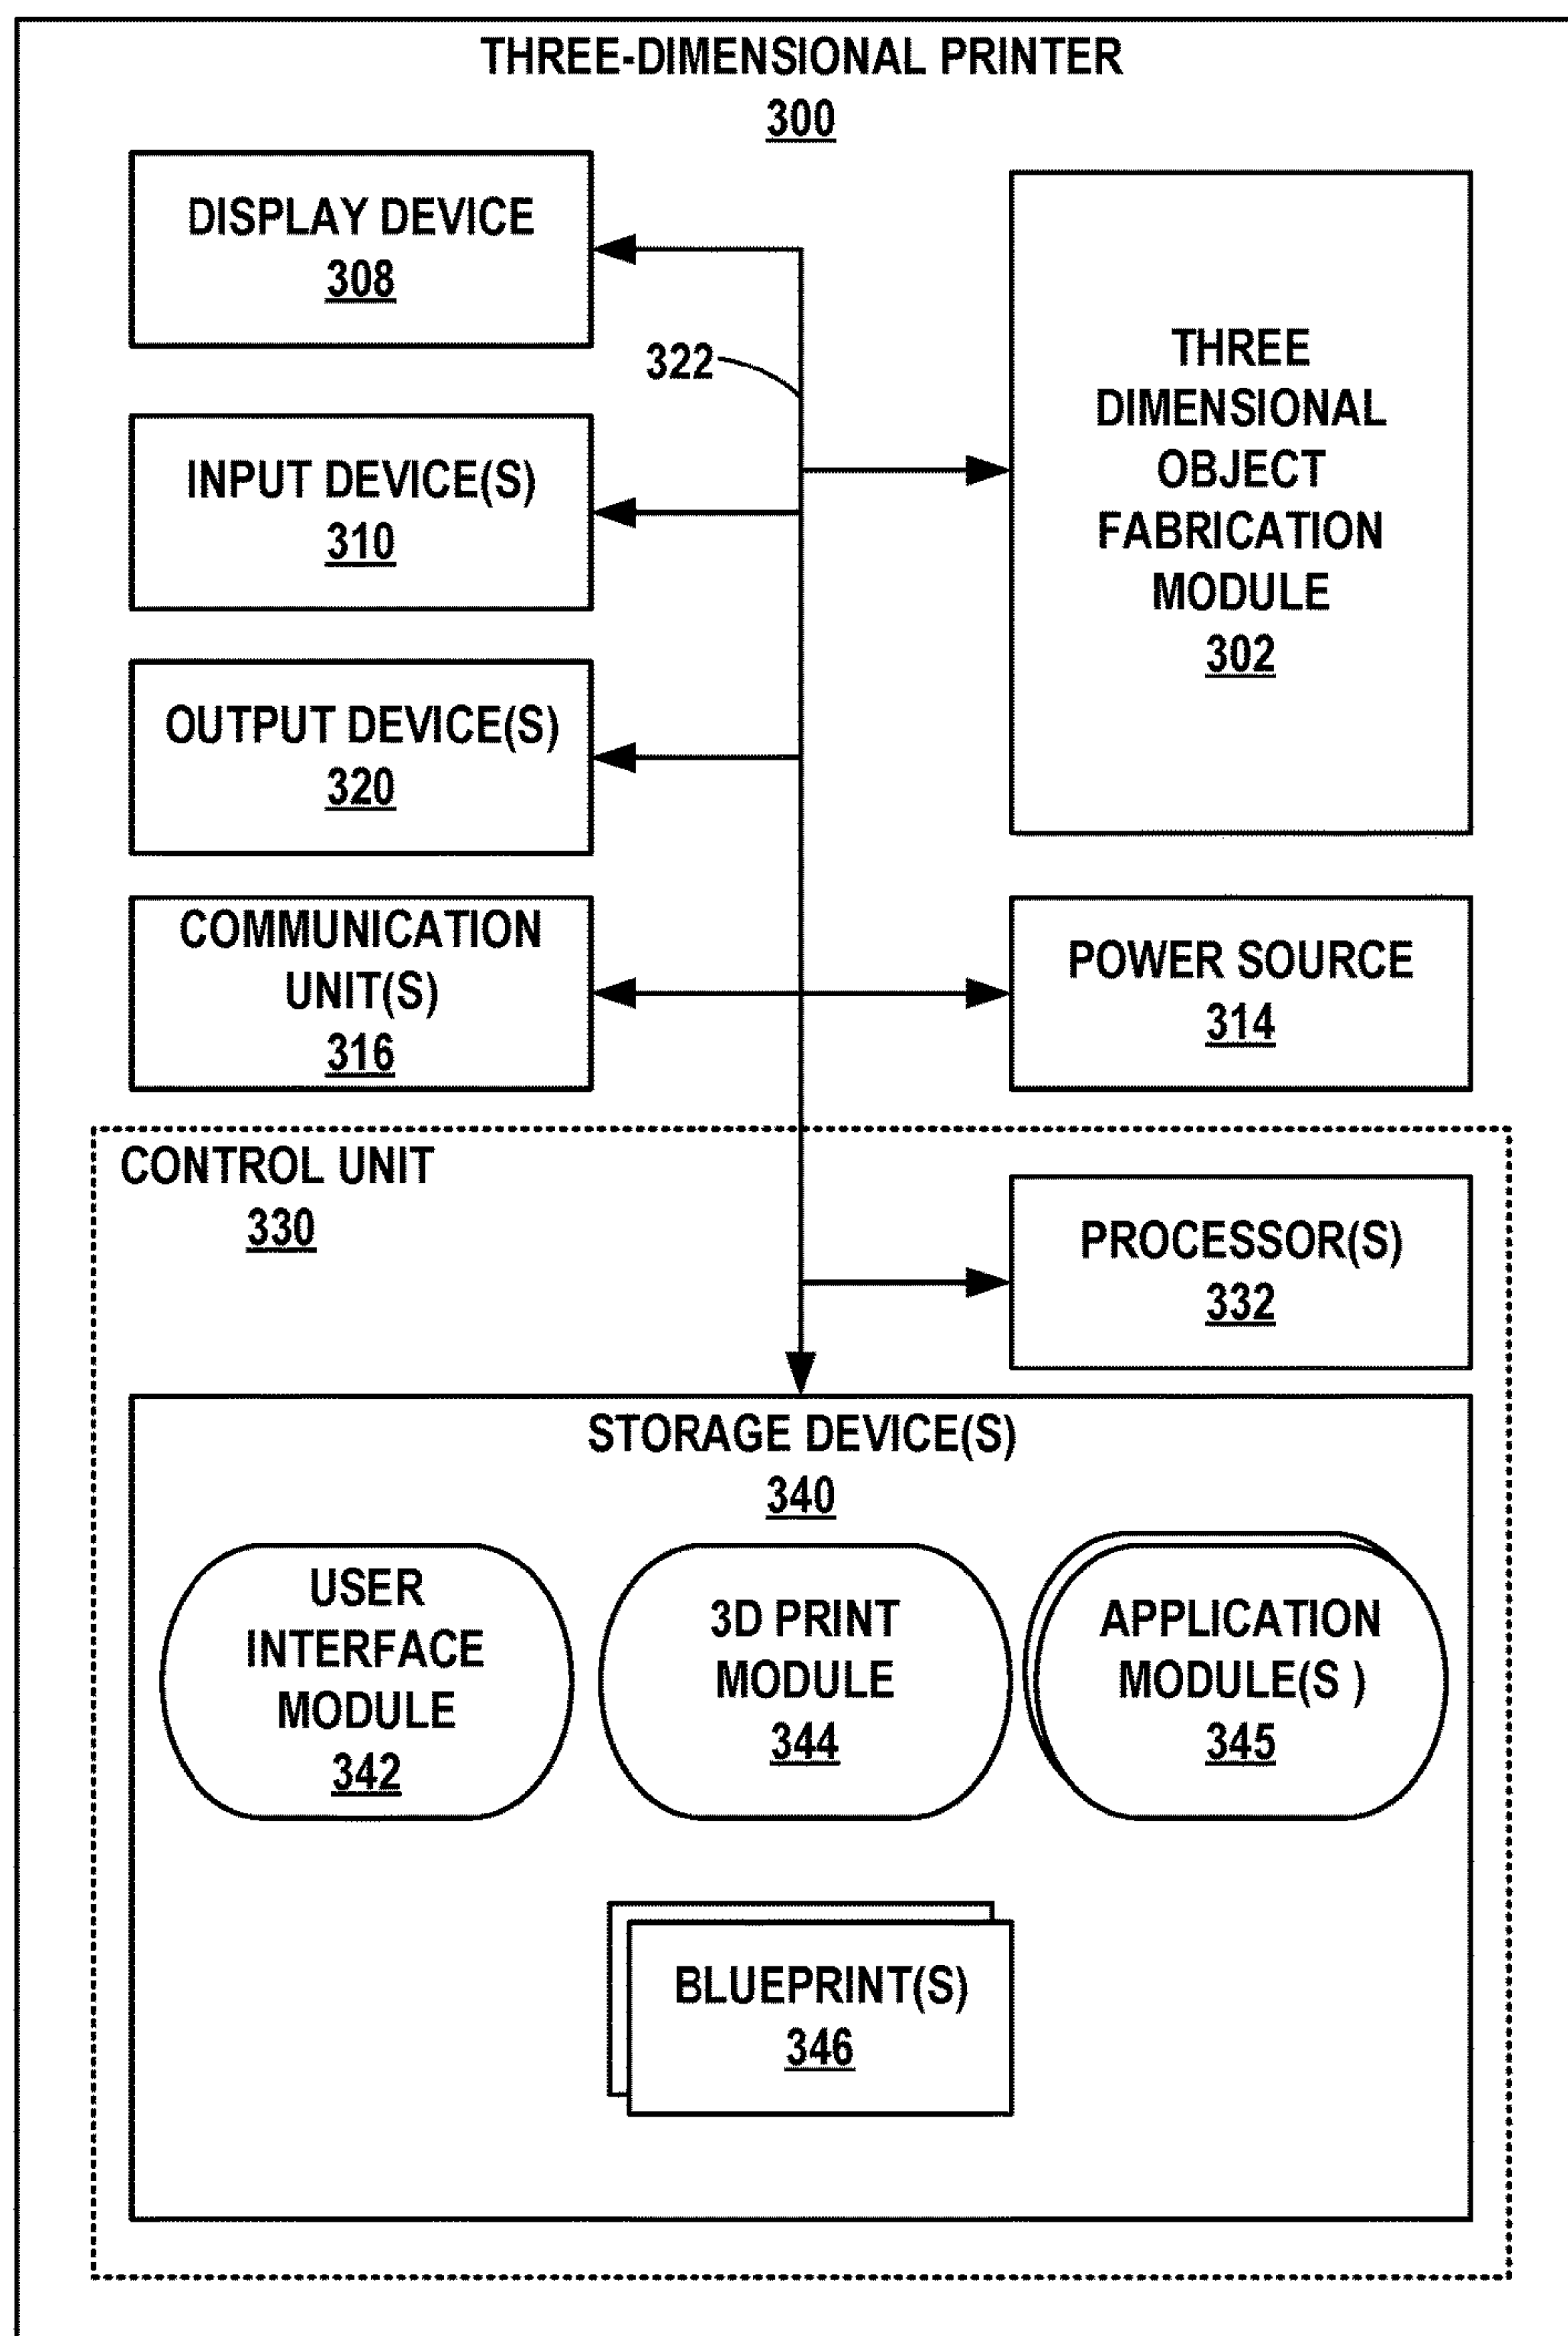 THREE-DIMENSIONAL PRINTER
300
DISPLAY DEVICE
308
322
INPUT DEVICE(S)
310
THREE
DIMENSIONAL
OBJECT
FABRICATION
MODULE
302
OUTPUT DEVICE(S)
320
COMMUNICATION
UNIT(S)
316
POWER SOURCE
314
CONTROL UNIT
330
PROCESSOR(S)
332
STORAGE DEVICE(S)
340
USER
INTERFACE
MODULE
342
3D PRINT
MODULE
344
APPLICATION
MODULE(S )
345
BLUEPRINT(S)
346